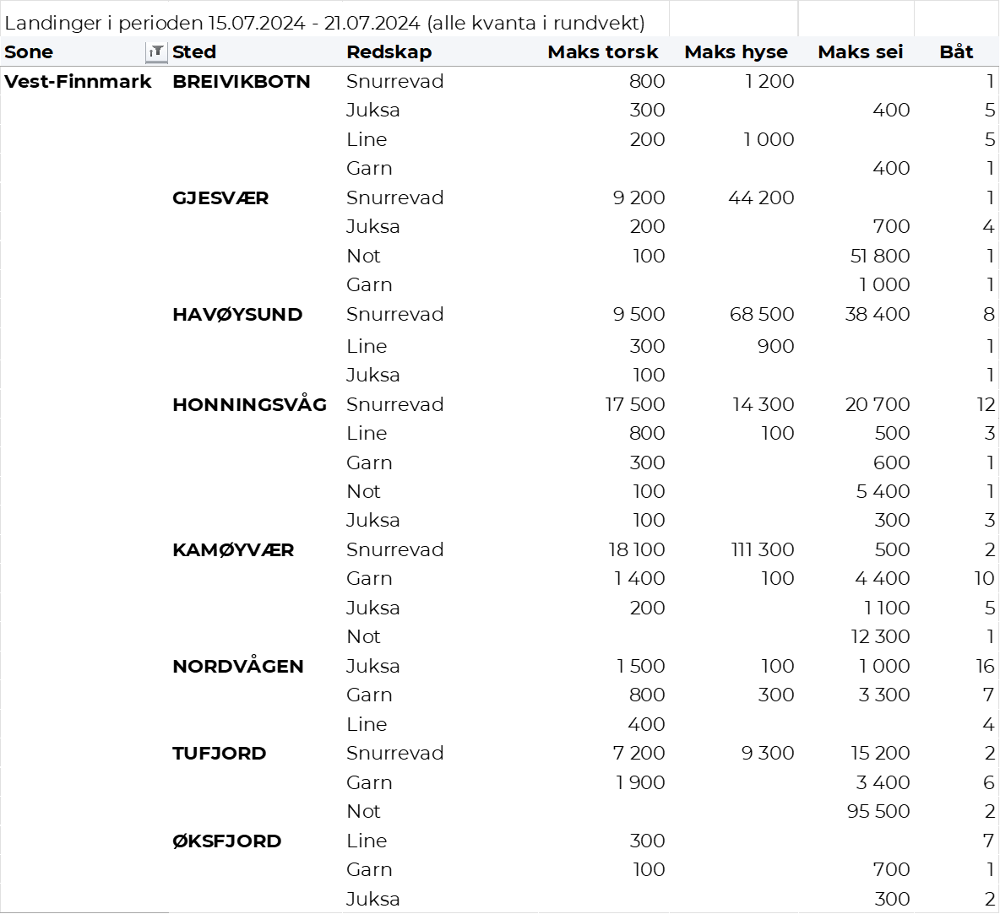 Landinger i perioden 15.07.2024 - 21.07.2024 (alle kvanta i rundvekt)
Sone Sted Redskap Maks torsk Maks hyse Maks sei Båt
Vest-Finnmark BREIVIKBOTN Snurrevad 800 1 200 1
Juksa 300 400 5
Line 200 1 000 5
Garn 400 1
GJESVÆR Snurrevad 9 200 44 200 1
Juksa 200 700 4
Not 100 51 800 1
Garn 1 000 1
HAVØYSUND Snurrevad 9 500 68 500 38 400 8
Line 300 900 1
Juksa 100 1
HONNINGSVÅG Snurrevad 17 500 14 300 20 700 12
Line 800 100 500 3
Garn 300 600 1
Not 100 5 400 1
Juksa 100 300 3
KAMØYVÆR Snurrevad 18 100 111 300 500 2
Garn 1 400 100 4 400 10
Juksa 200 1 100 5
Not 12 300 1
NORDVÅGEN Juksa 1 500 100 1 000 16
Garn 800 300 3 300 7
Line 400 4
TUFJORD Snurrevad 7 200 9 300 15 200 2
Garn 1 900 3 400 6
Not 95 500 2
ØKSFJORD Line 300 7
Garn 100 700 1
Juksa 300 2